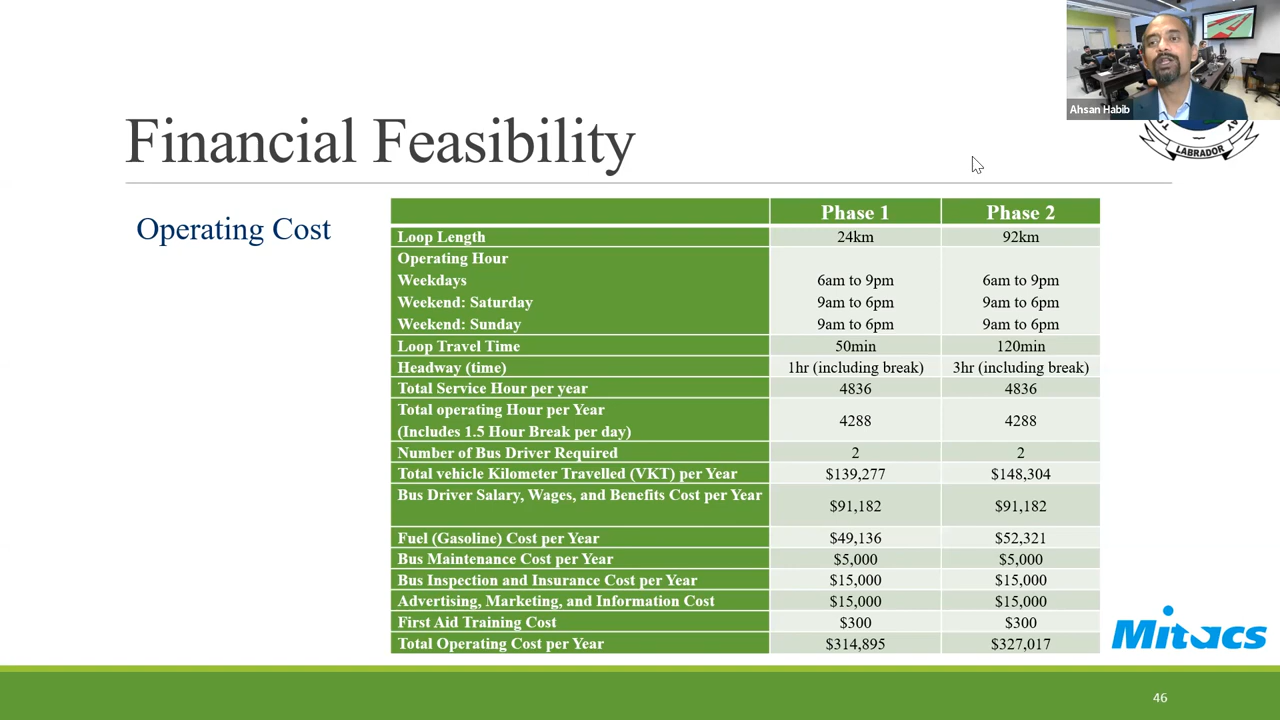 Ahsan Habib
LABRADOR
Financial Feasibility
Operating Cost
Phase 1 Phase 2
Loop Length 24km 92km
Operating Hour
Weekdays 6am to 9pm 6am to 9pm
Weekend: Saturday 9am to 6pm 9am to 6pm
Weekend: Sunday 9am to 6pm 9am to 6pm
Loop Travel Time 50min 120min
Headway (time) 1hr (including break) 3hr (including break)
Total Service Hour per year 4836 4836
Total operating Hour per Year
(Includes 1.5 Hour Break per day) 4288 4288
Number of Bus Driver Required 2 2
Total vehicle Kilometer Travelled (VKT) per Year $139,277 $148,304
Bus Driver Salary, Wages, and Benefits Cost per Year $91,182 $91,182
Fuel (Gasoline) Cost per Year $49,136 $52,321
Bus Maintenance Cost per Year $5,000 $5,000
Bus Inspection and Insurance Cost per Year $15,000 $15,000
Advertising, Marketing, and Information Cost $15,000 $15,000
First Aid Training Cost $300 $300
Total Operating Cost per Year $314,895 $327,017
Mitacs
46